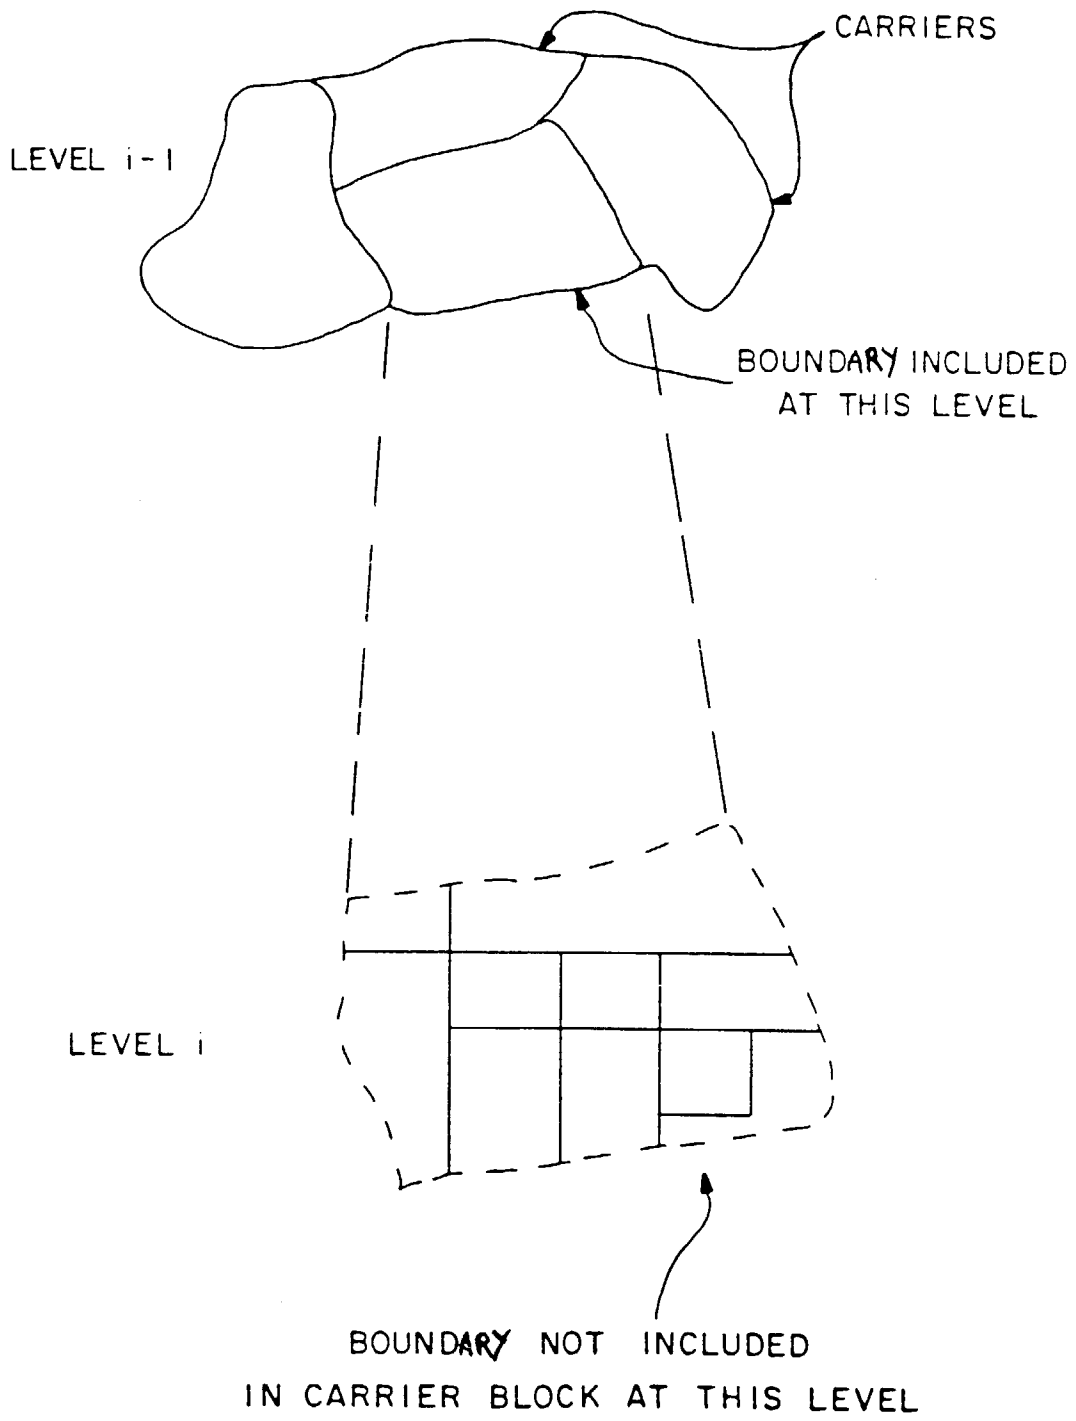 CARRIERS
LEVEL i-1
BOUNDARY INCLUDED
AT THIS LEVEL
LEVEL i
BOUNDARY NOT INCLUDED
IN CARRIER BLOCK AT THIS LEVEL